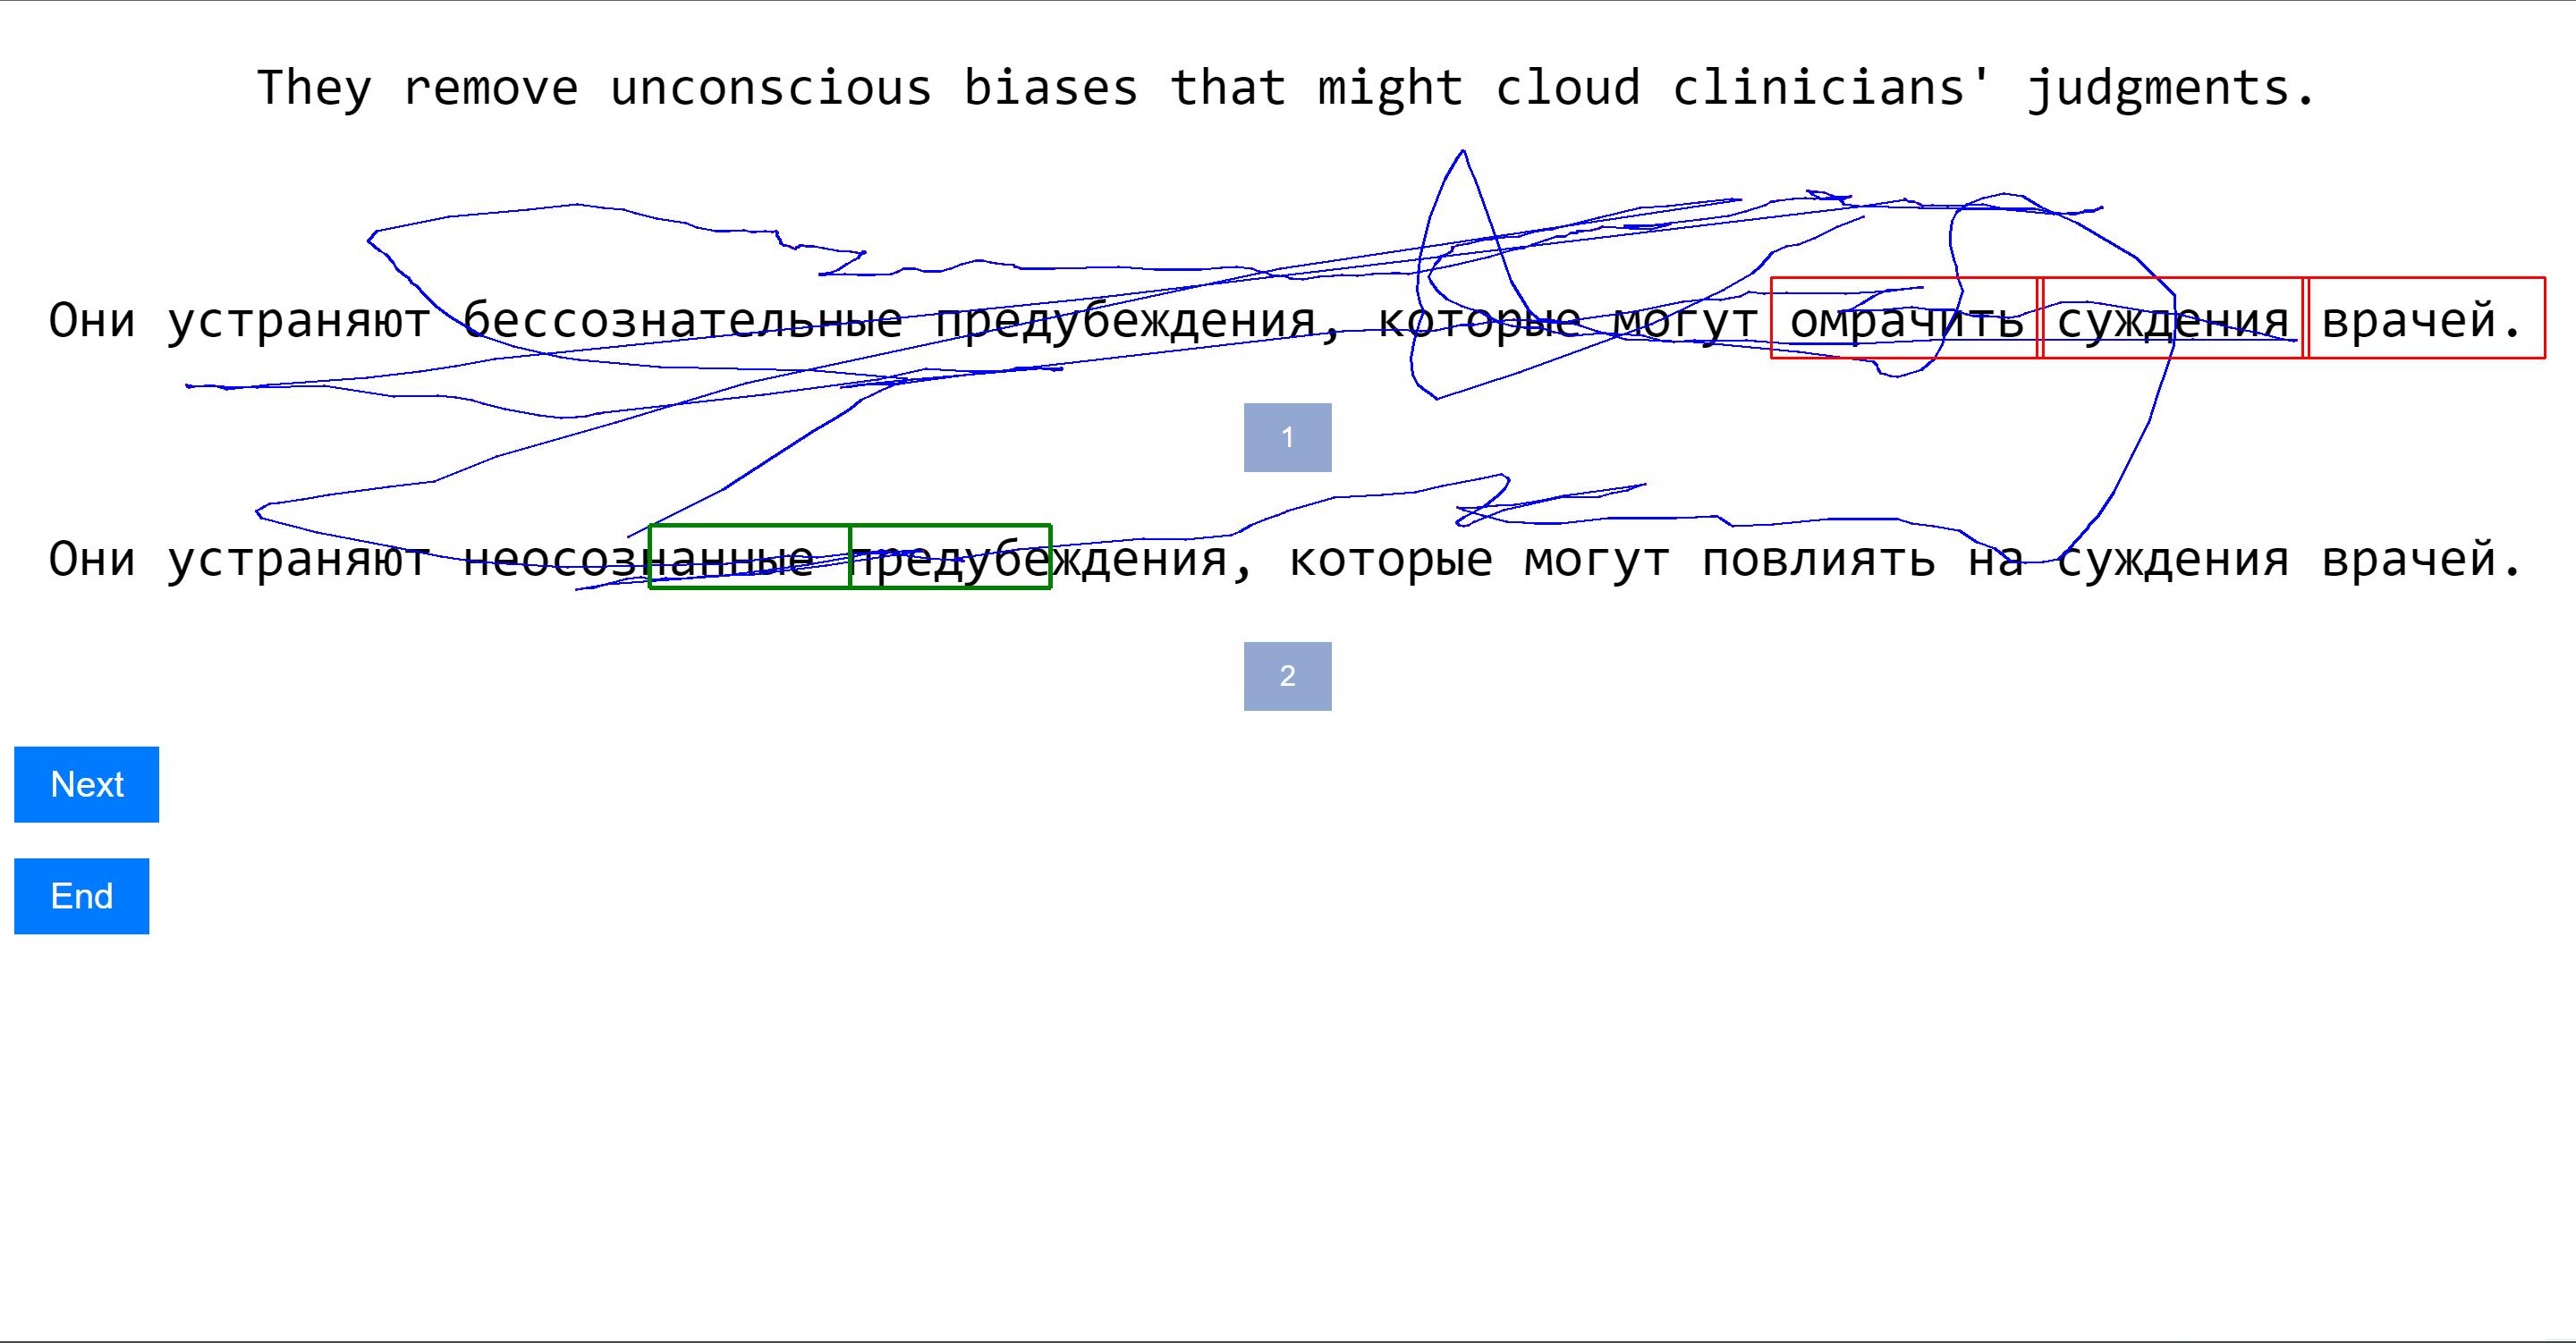 They remove unconscious biases that might cloud clinicians' judgments.
Они устраняют бессознательные предубеждения, которые могут омрачить суждения врачей.
1
Они устраняют неосознанные предубеждения, которые могут повлиять на суждения врачей.
2
Next
End